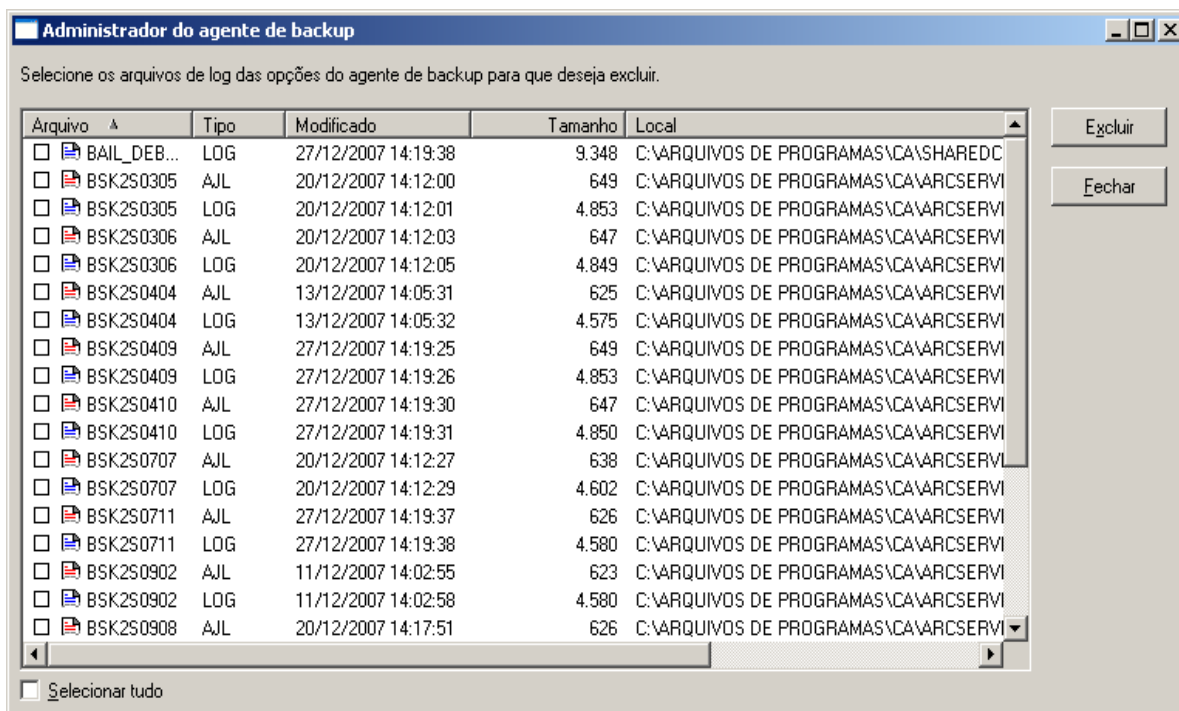 Administrador do agente de backup
Selecione os arquivos de log das opções do agente de backup para que deseja excluir.
Arquivo Tipo Modificado Tamanho Local
BAIL_DEB... LOG 27/12/2007 14:19:38 9.348 C:\ARQUIVOS DE PROGRAMAS\CA\SHAREDC
BSK2S0305 AJL 20/12/2007 14:12:00 649 C:\ARQUIVOS DE PROGRAMAS\CA\ARCSERVI
BSK2S0305 LOG 20/12/2007 14:12:01 4.853 C:\ARQUIVOS DE PROGRAMAS\CA\ARCSERVI
BSK2S0306 AJL 20/12/2007 14:12:03 647 C:\ARQUIVOS DE PROGRAMAS\CA\ARCSERVI
BSK2S0306 LOG 20/12/2007 14:12:05 4.849 C:\ARQUIVOS DE PROGRAMAS\CA\ARCSERVI
BSK2S0404 AJL 13/12/2007 14:05:31 625 C:\ARQUIVOS DE PROGRAMAS\CA\ARCSERVI
BSK2S0404 LOG 13/12/2007 14:05:32 4.575 C:\ARQUIVOS DE PROGRAMAS\CA\ARCSERVI
BSK2S0409 AJL 27/12/2007 14:19:25 649 C:\ARQUIVOS DE PROGRAMAS\CA\ARCSERVI
BSK2S0409 LOG 27/12/2007 14:19:26 4.853 C:\ARQUIVOS DE PROGRAMAS\CA\ARCSERVI
BSK2S0410 AJL 27/12/2007 14:19:30 647 C:\ARQUIVOS DE PROGRAMAS\CA\ARCSERVI
BSK2S0410 LOG 27/12/2007 14:19:31 4.850 C:\ARQUIVOS DE PROGRAMAS\CA\ARCSERVI
BSK2S0707 AJL 20/12/2007 14:12:27 638 C:\ARQUIVOS DE PROGRAMAS\CA\ARCSERVI
BSK2S0707 LOG 20/12/2007 14:12:29 4.602 C:\ARQUIVOS DE PROGRAMAS\CA\ARCSERVI
BSK2S0711 AJL 27/12/2007 14:19:37 626 C:\ARQUIVOS DE PROGRAMAS\CA\ARCSERVI
BSK2S0711 LOG 27/12/2007 14:19:38 4.580 C:\ARQUIVOS DE PROGRAMAS\CA\ARCSERVI
BSK2S0902 AJL 11/12/2007 14:02:55 623 C:\ARQUIVOS DE PROGRAMAS\CA\ARCSERVI
BSK2S0902 LOG 11/12/2007 14:02:58 4.580 C:\ARQUIVOS DE PROGRAMAS\CA\ARCSERVI
BSK2S0908 AJL 20/12/2007 14:17:51 626 C:\ARQUIVOS DE PROGRAMAS\CA\ARCSERVI
Selecionar tudo
Excluir
Fechar